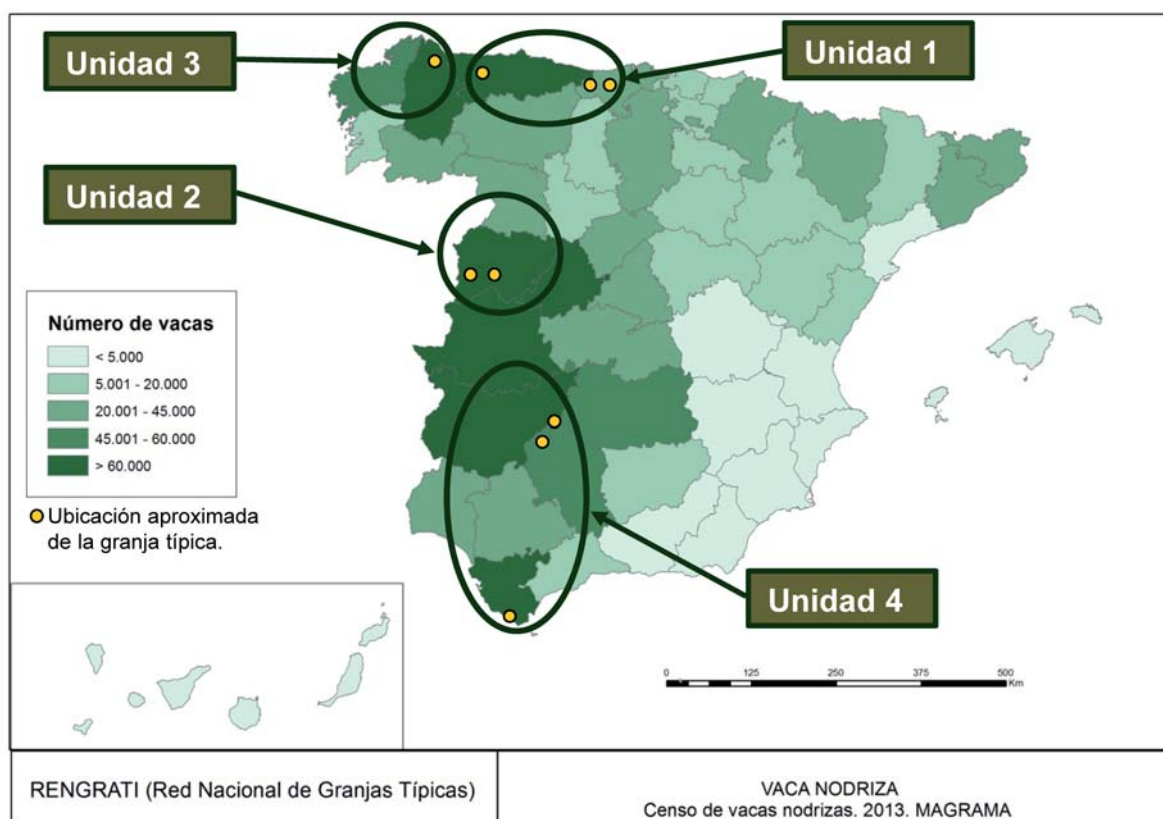 Unidad 3
Unidad 1
Unidad 2
Número de vacas
< 5.000
5.001 - 20.000
20.001 - 45.000
45.001 - 60.000
> 60.000
Ubicación aproximada
de la granja típica.
Unidad 4
0 125 250 375 500
Km
RENGRATI (Red Nacional de Granjas Típicas)
VACA NODRIZA
Censo de vacas nodrizas. 2013. MAGRAMA